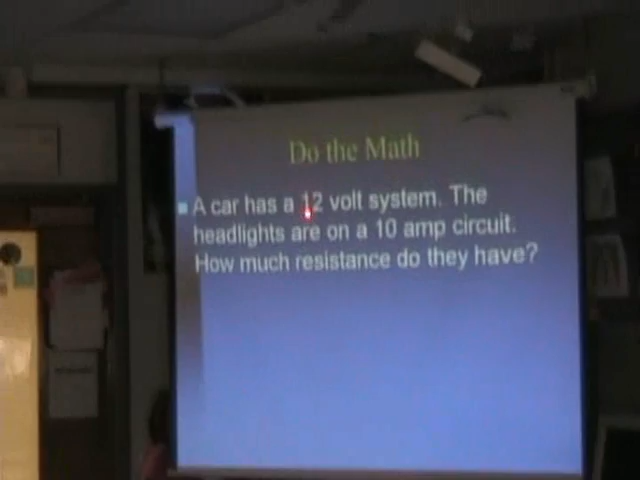 Do the Math
A car has a 12 volt system. The
headlights are on a 10 amp circuit.
How much resistance do they have?